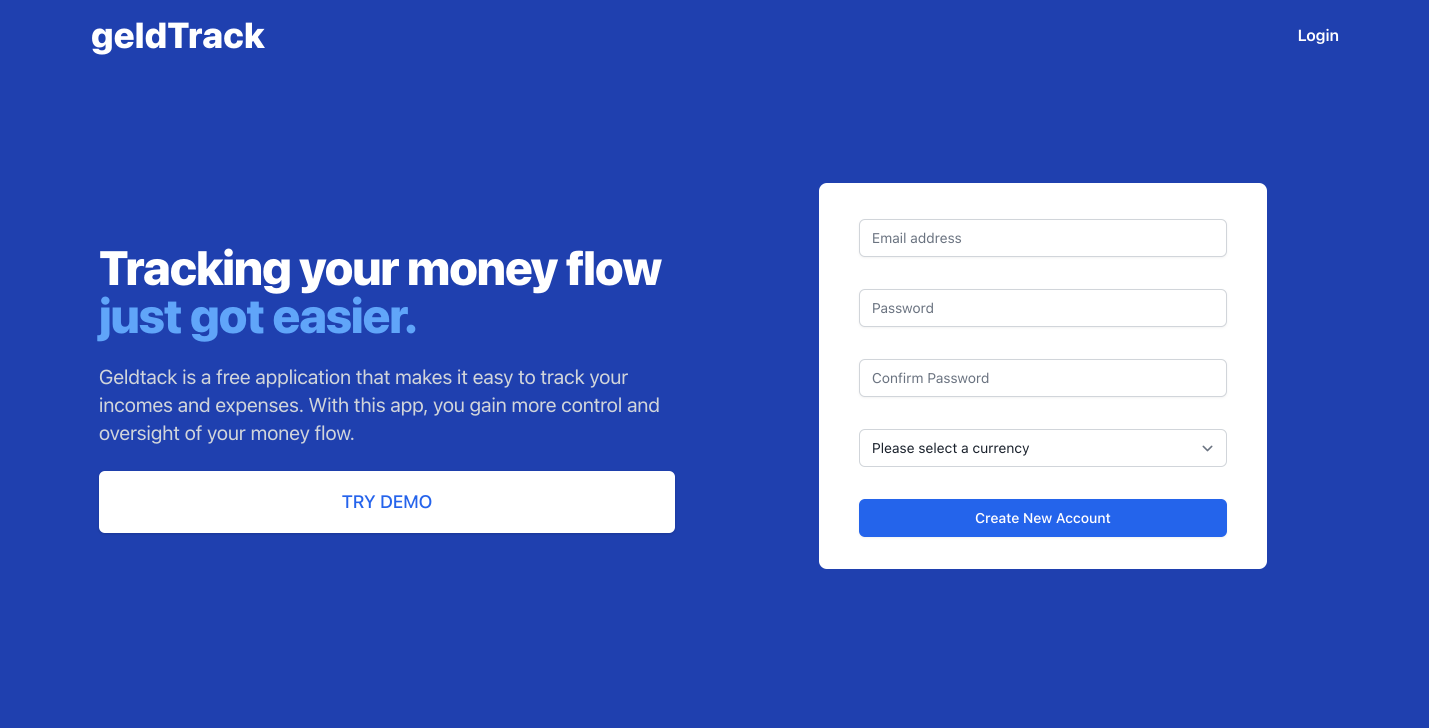 geldTrack
Login
Tracking your money flow
just got easier.
Geldtack is a free application that makes it easy to track your
incomes and expenses. With this app, you gain more control and
oversight of your money flow.
TRY DEMO
Email address
Password
Confirm Password
Please select a currency
Create New Account